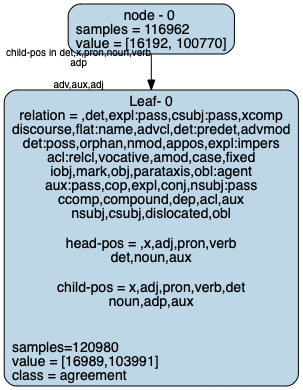 node - 0
samples = 116962
value = [16192, 100770]
child-pos in det,x,pron,noun,verb,
adp
adv,aux,adj
Leaf- 0
relation = ,det,expl:pass,csubj:pass,xcomp
discourse,flat:name,advcl,det:predet,advmod
det:poss,orphan,nmod,appos,expl:impers
acl:relcl,vocative,amod,case,fixed
iobj,mark,obj,parataxis,obl:agent
aux:pass,cop,expl,conj,nsubj:pass
ccomp,compound,dep,acl,aux
nsubj,csubj,dislocated,obl
head-pos = ,x,adj,pron,verb
det,noun,aux
child-pos = x,adj,pron,verb,det
noun,adp,aux
samples=120980
value = [16989,103991]
class = agreement